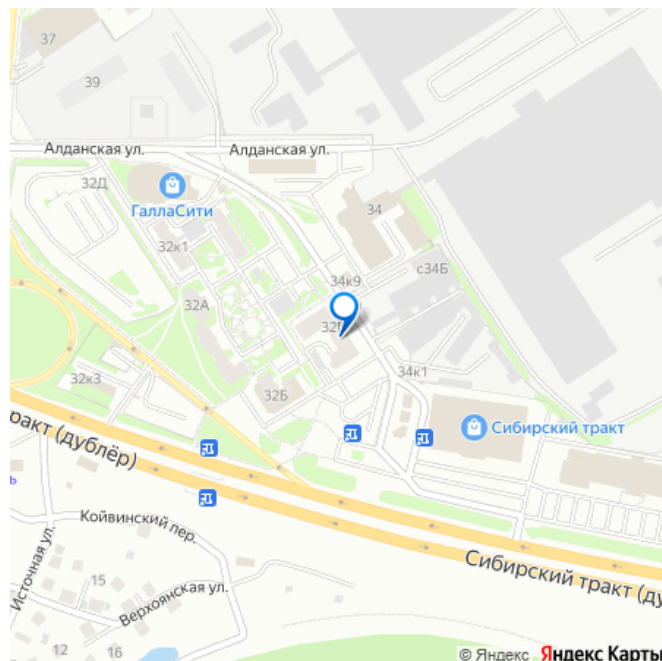 37
39
Алданская ул.
Алданская ул.
32Д
ГаллаСити
34
32к1
с34Б
34к9
32А
32
34к1
32к3
32Б
Сибирский тракт
ракт (дублёр)
ь
Койвинский пер.
Источная ул.
15
Верхоянская ул.
Сибирский тракт (ду
12
16
© Яндекс Яндекс Карты